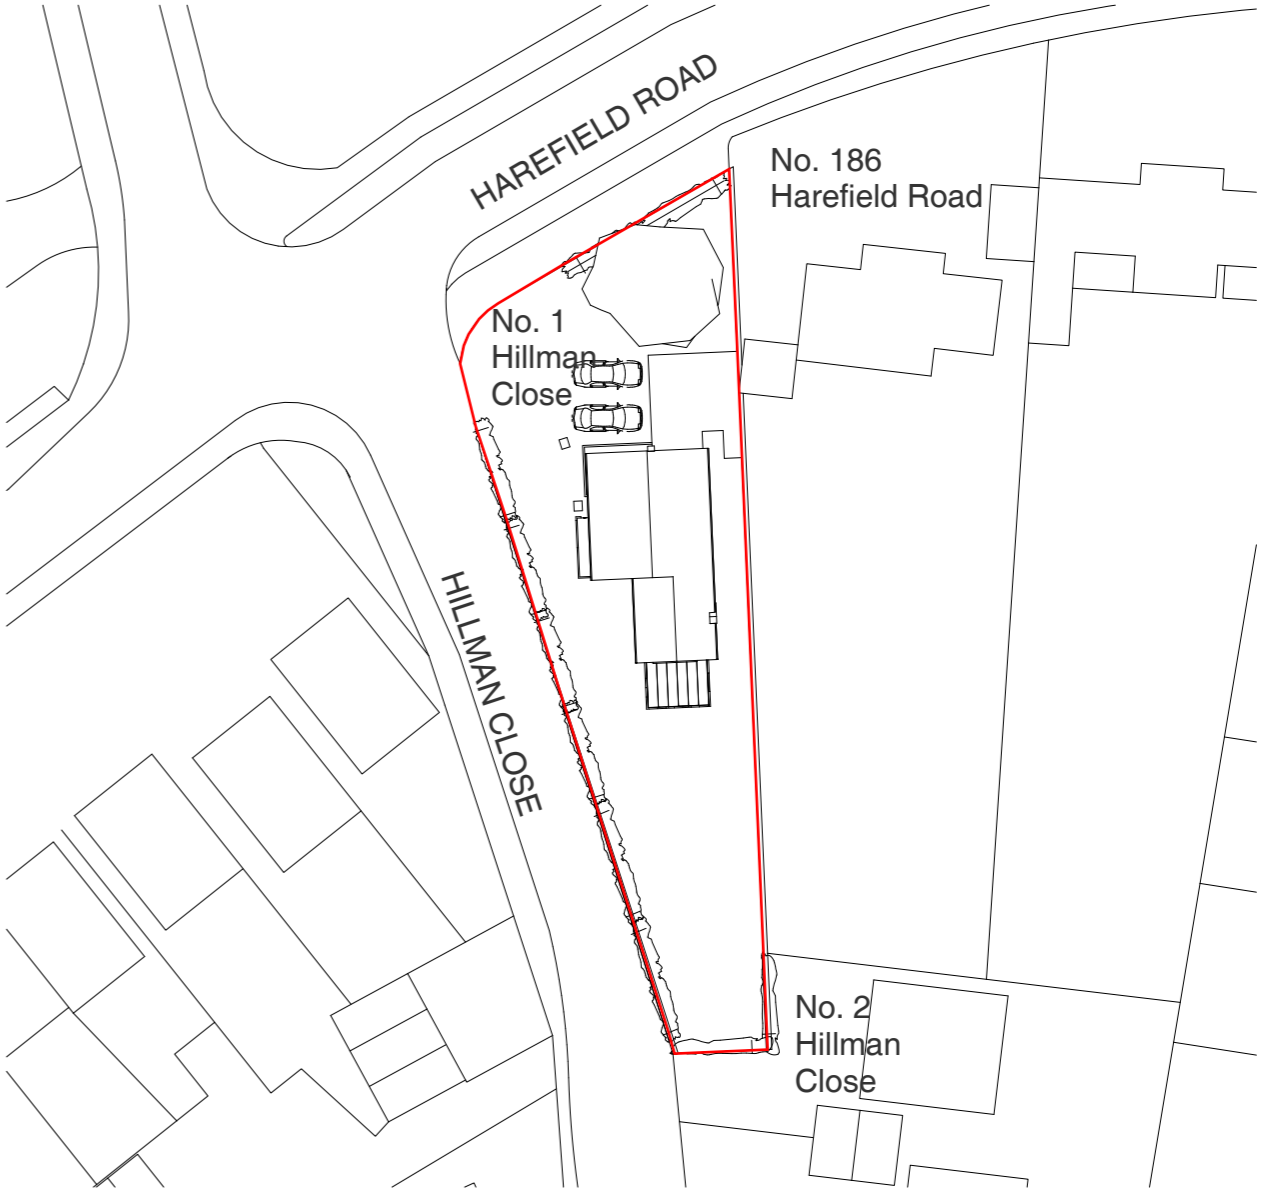 HAREFIELD ROAD
No. 186
Harefield Road
No. 1
Hillman
Close
HILLMAN CLOSE
No. 2
Hillman
Close